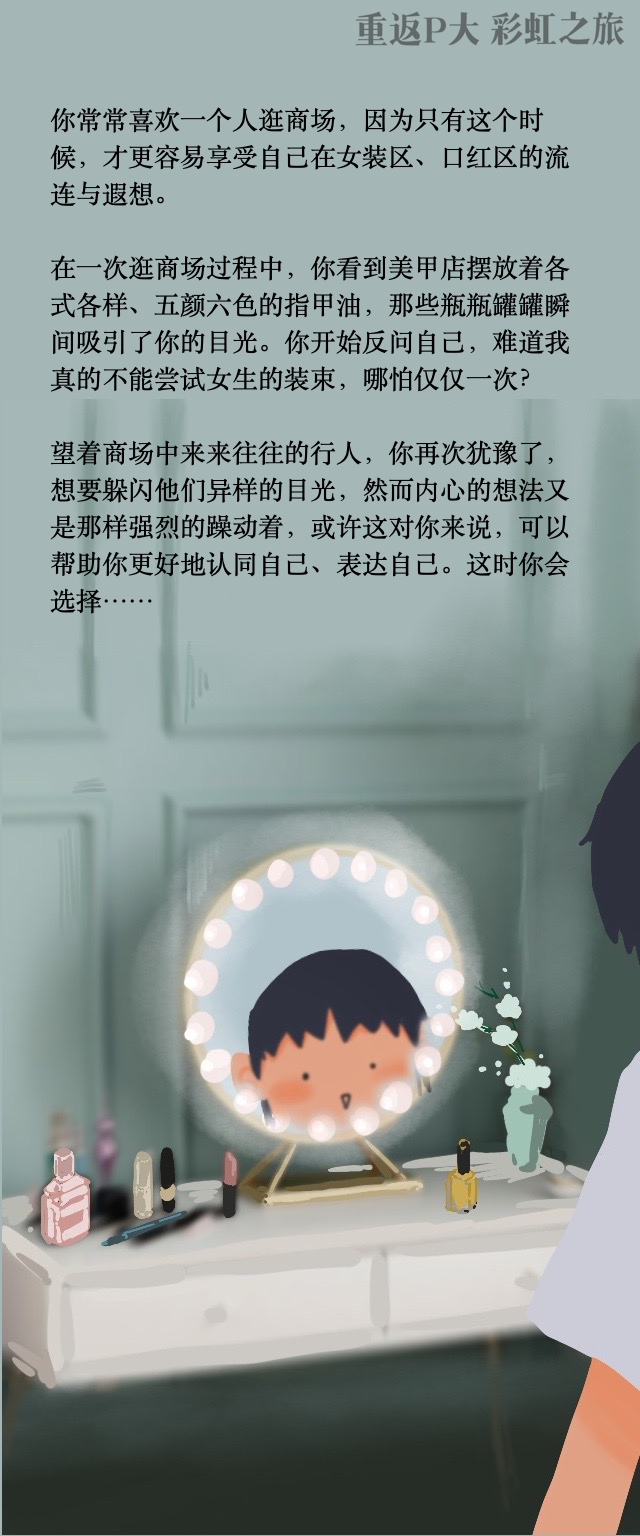 重返P大 彩虹之旅
你常常喜欢一个人逛商场，因为只有这个时
候，才更容易享受自己在女装区、口红区的流
连与遐想。
在一次逛商场过程中，你看到美甲店摆放着各
式各样、五颜六色的指甲油，那些瓶瓶罐罐瞬
间吸引了你的目光。你开始反问自己，难道我
真的不能尝试女生的装束，哪怕仅仅一次？
望着商场中来来往往的行人，你再次犹豫了，
想要躲闪他们异样的目光，然而内心的想法又
是那样强烈的躁动着，或许这对你来说，可以
帮助你更好地认同自己、表达自己。这时你会
选择……